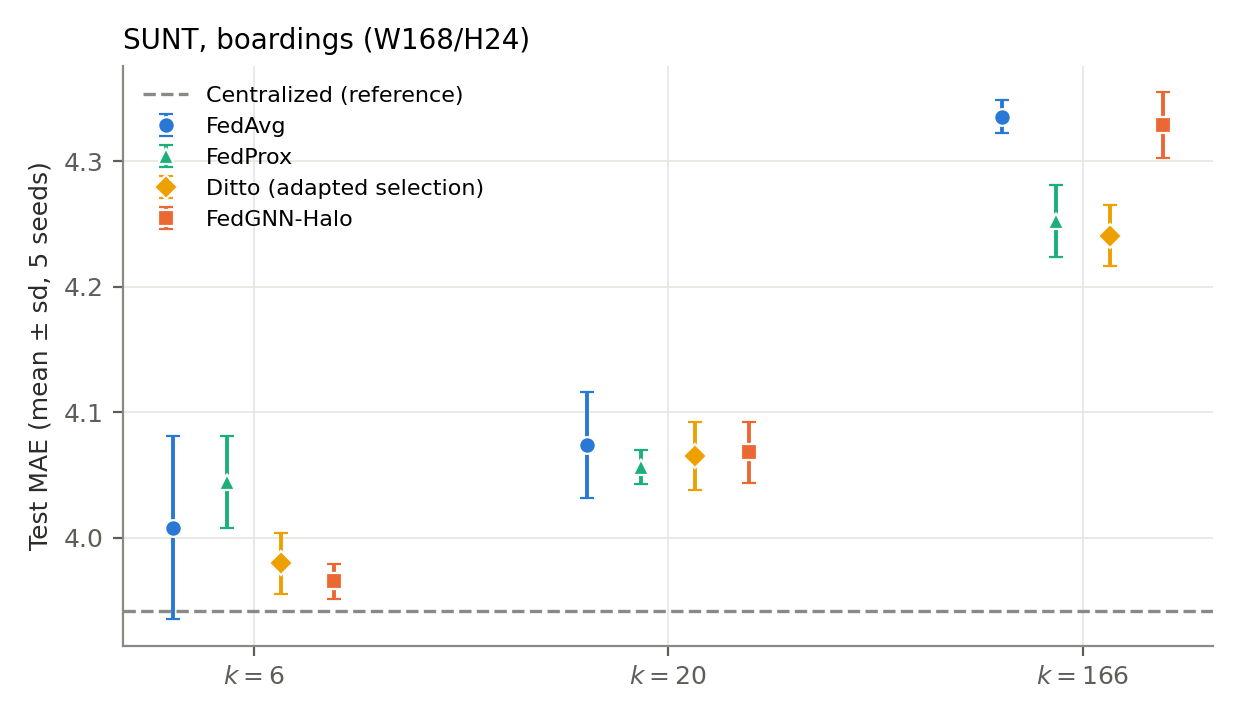 SUNT, boardings (W168/H24)
Centralized (reference)
FedAvg
FedProx
Ditto (adapted selection)
FedGNN-Halo
Test MAE (mean ± sd, 5 seeds)
4.3
4.2
4.1
4.0
k = 6
k = 20
k = 166